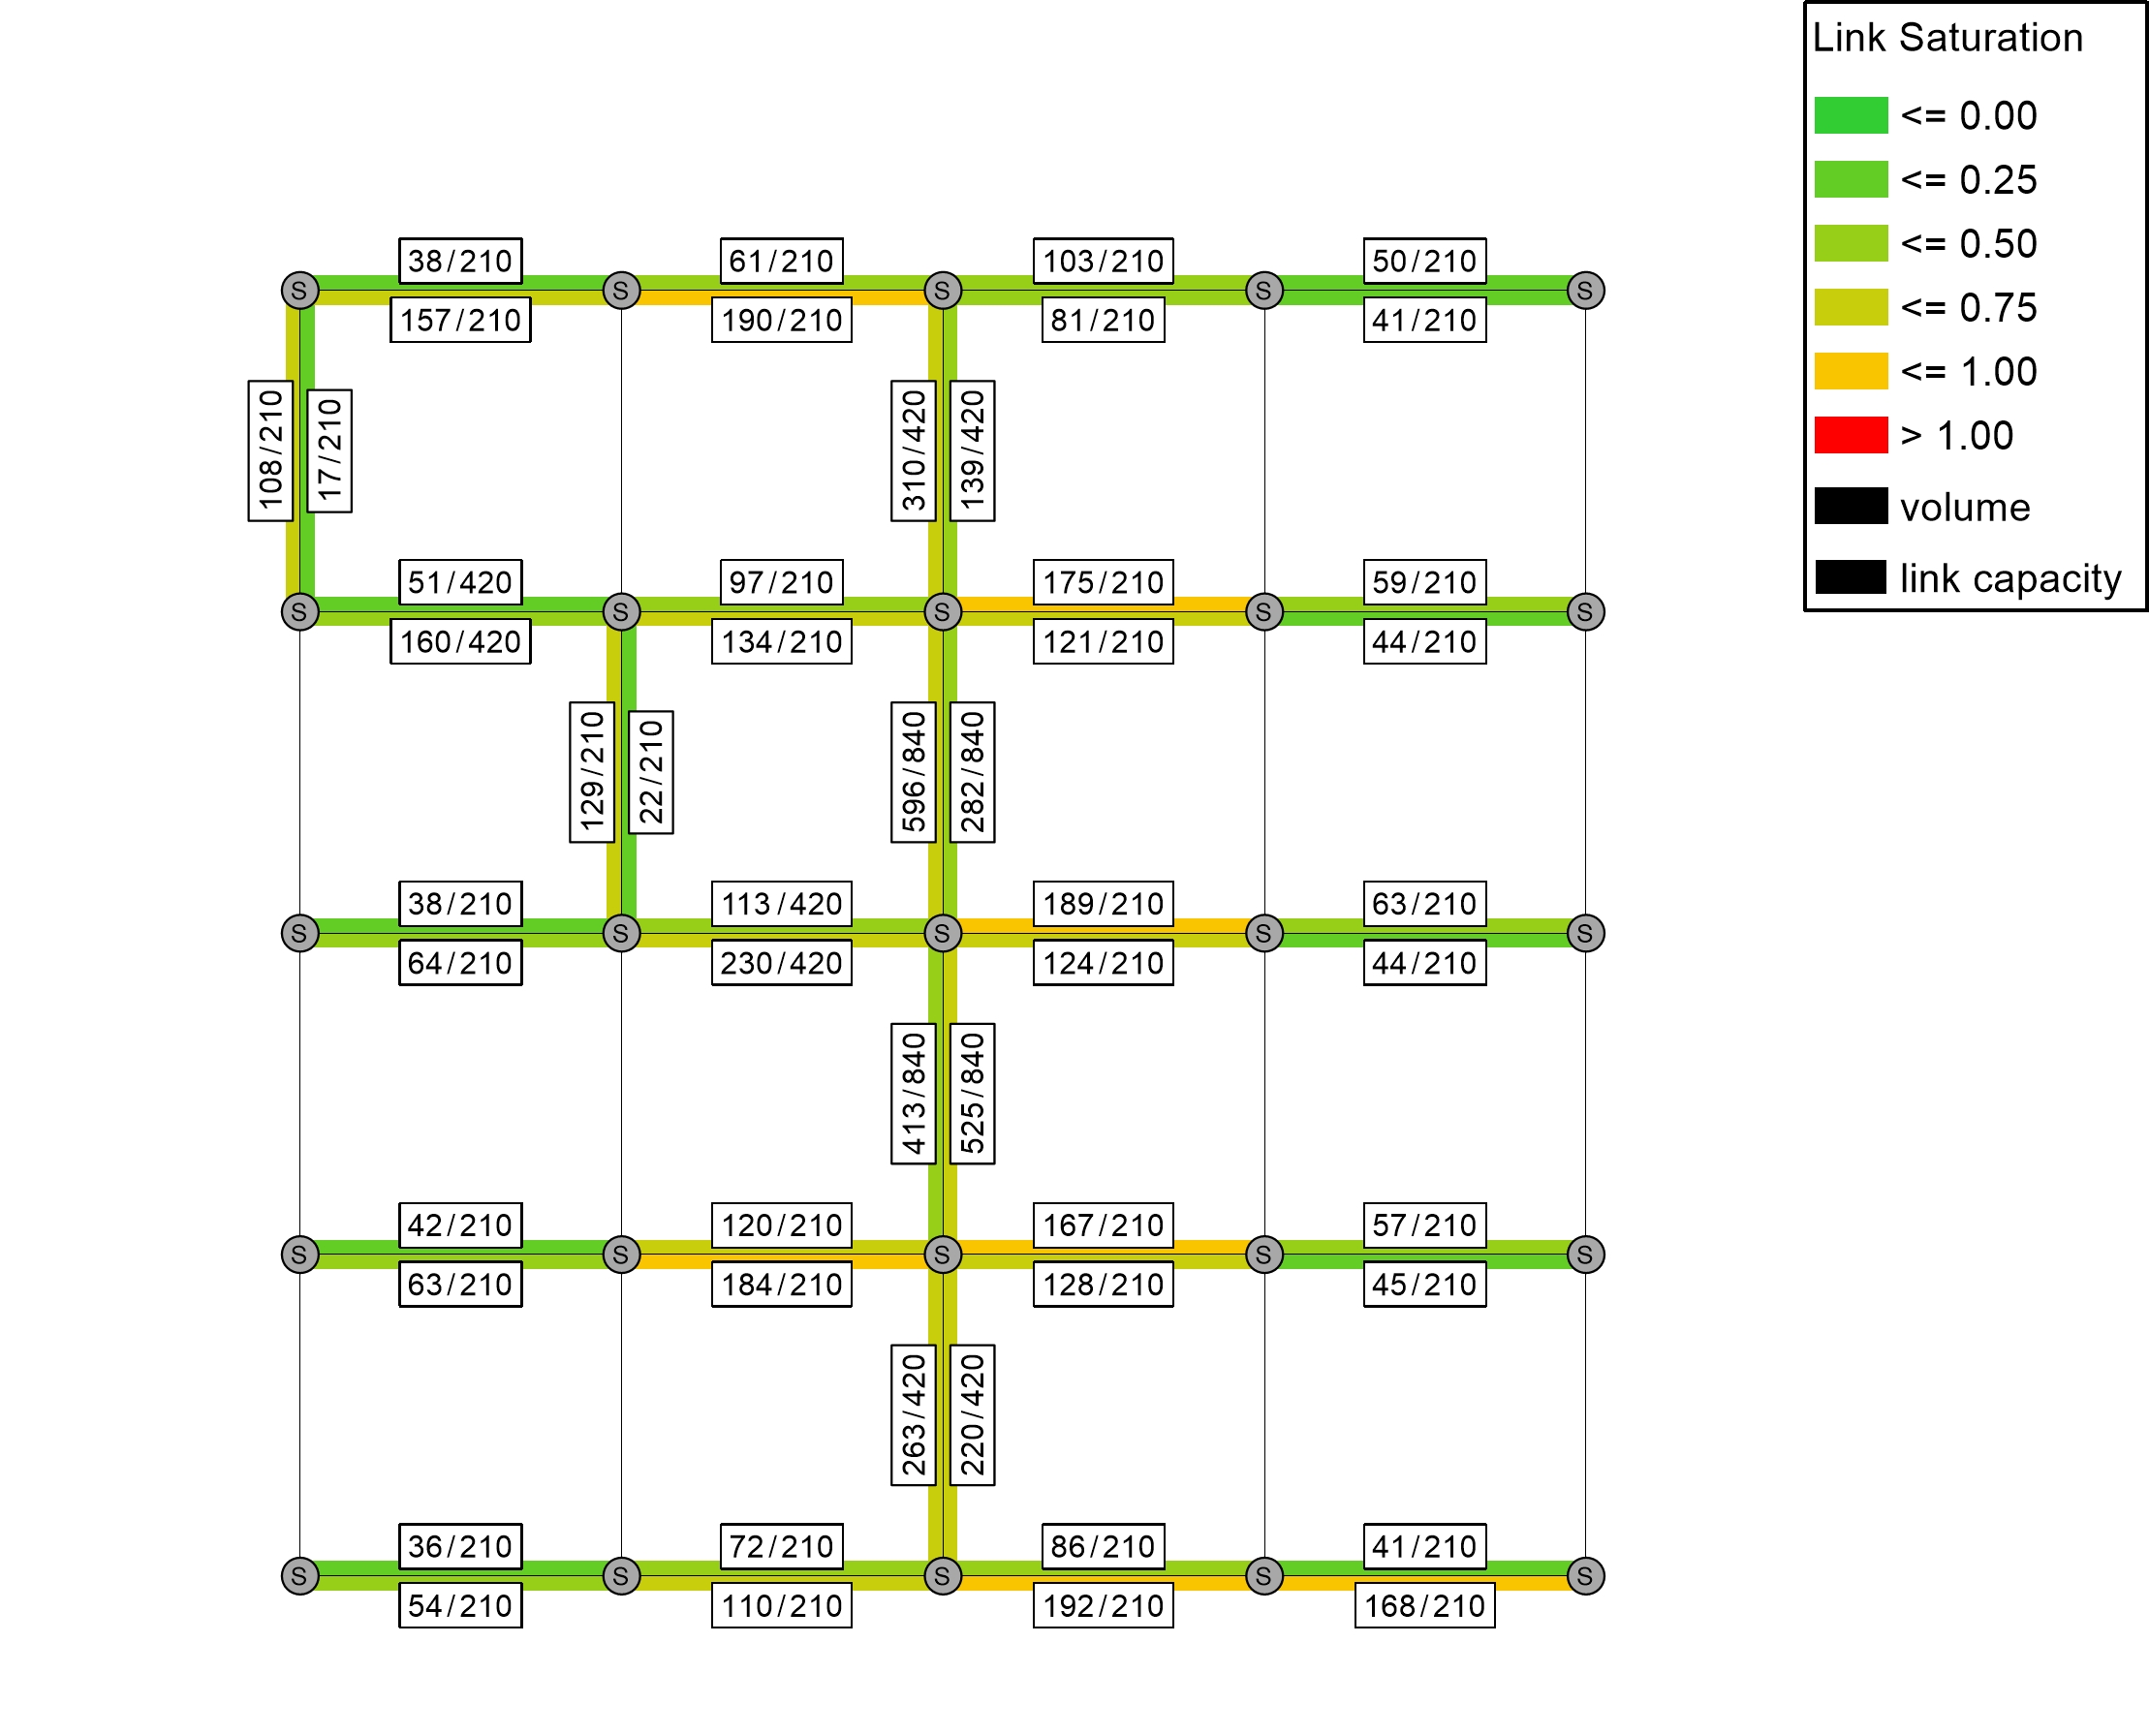 Link Saturation
<= 0.00
<= 0.25
<= 0.50
<= 0.75
<= 1.00
> 1.00
volume
link capacity
38/210
61/210
103/210
50/210
S
S
S
S
S
157/210
190/210
81/210
41/210
108/210
17/210
310/420
139/420
51/420
97/210
175/210
59/210
S
S
S
S
S
160/420
134/210
121/210
44/210
129/210
22/210
596/840
282/840
38/210
113/420
189/210
63/210
S
S
S
S
S
64/210
230/420
124/210
44/210
413/840
525/840
42/210
120/210
167/210
57/210
S
S
S
S
S
63/210
184/210
128/210
45/210
263/420
220/420
36/210
72/210
86/210
41/210
S
S
S
S
S
54/210
110/210
192/210
168/210